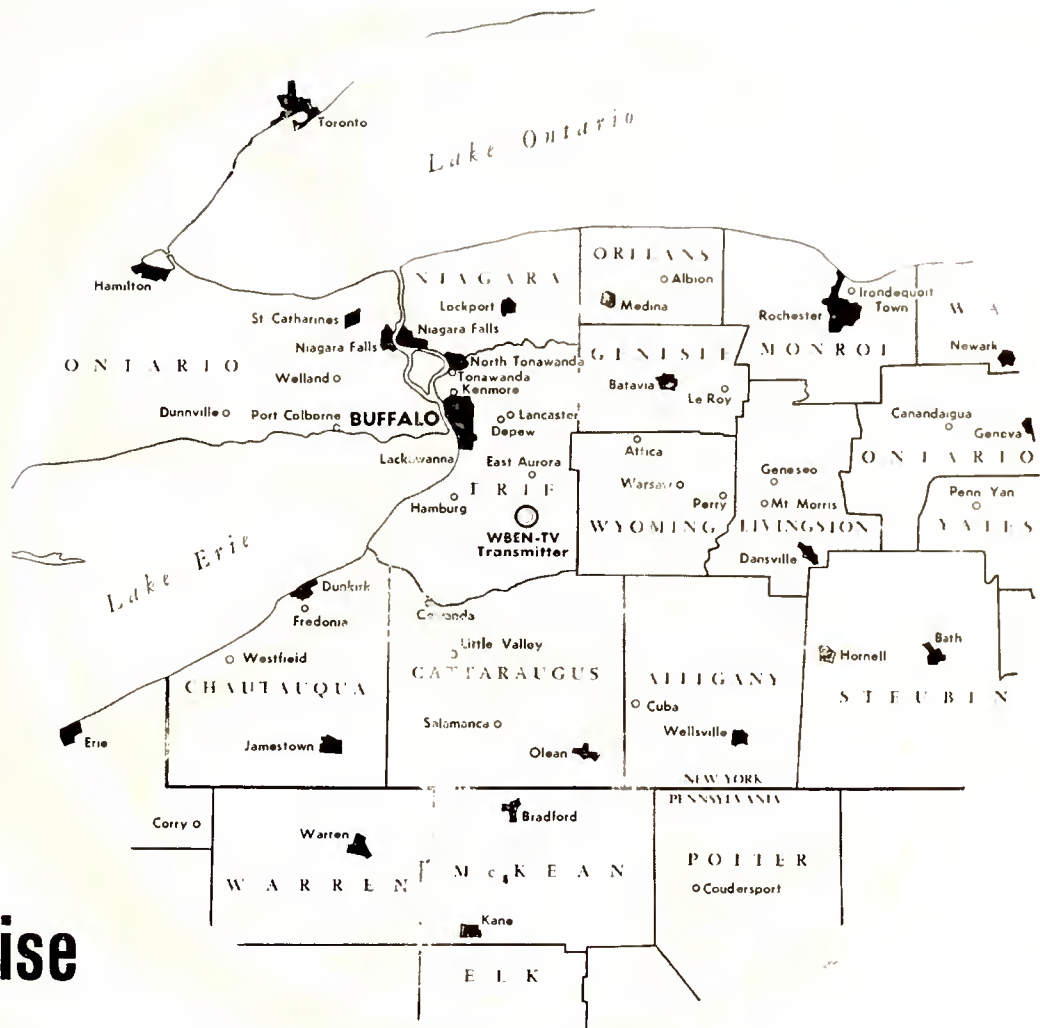 Toronto
Lake Ontario
Hamilton
NIAGARA
ORLEANS
Albion
Medina
Lockport
St Catharines
Niagara Falls
Niagara Falls
Rochester
Irondequoit
Town
W A
Newark
MONROE
GENESEE
ONTARIO
Welland
North Tonawanda
Tonawanda
Kenmore
Batavia
Le Roy
Dunnville
Port Colborne
BUFFALO
Lancaster
Depew
Canandaigua
Geneva
Lackawanna
East Aurora
Attica
ONTARIO
ERIE
Hamburg
Warsaw
Perry
Geneseo
Mt Morris
Penn Yan
WBEN-TV
Transmitter
WYOMING
LIVINGSTON
YATES
Lake Erie
Dansville
Dunkirk
Fredonia
Gowanda
Little Valley
Westfield
CHAUTAUQUA
CATTARAUGUS
ALLEGANY
Hornell
Bath
STEUBEN
Cuba
Salamanca
Wellsville
Erie
Jamestown
Olean
NEW YORK
PENNSYLVANIA
Corry
Warren
Bradford
WARREN
McKEAN
POTTER
Coudersport
Kane
ELK
ise